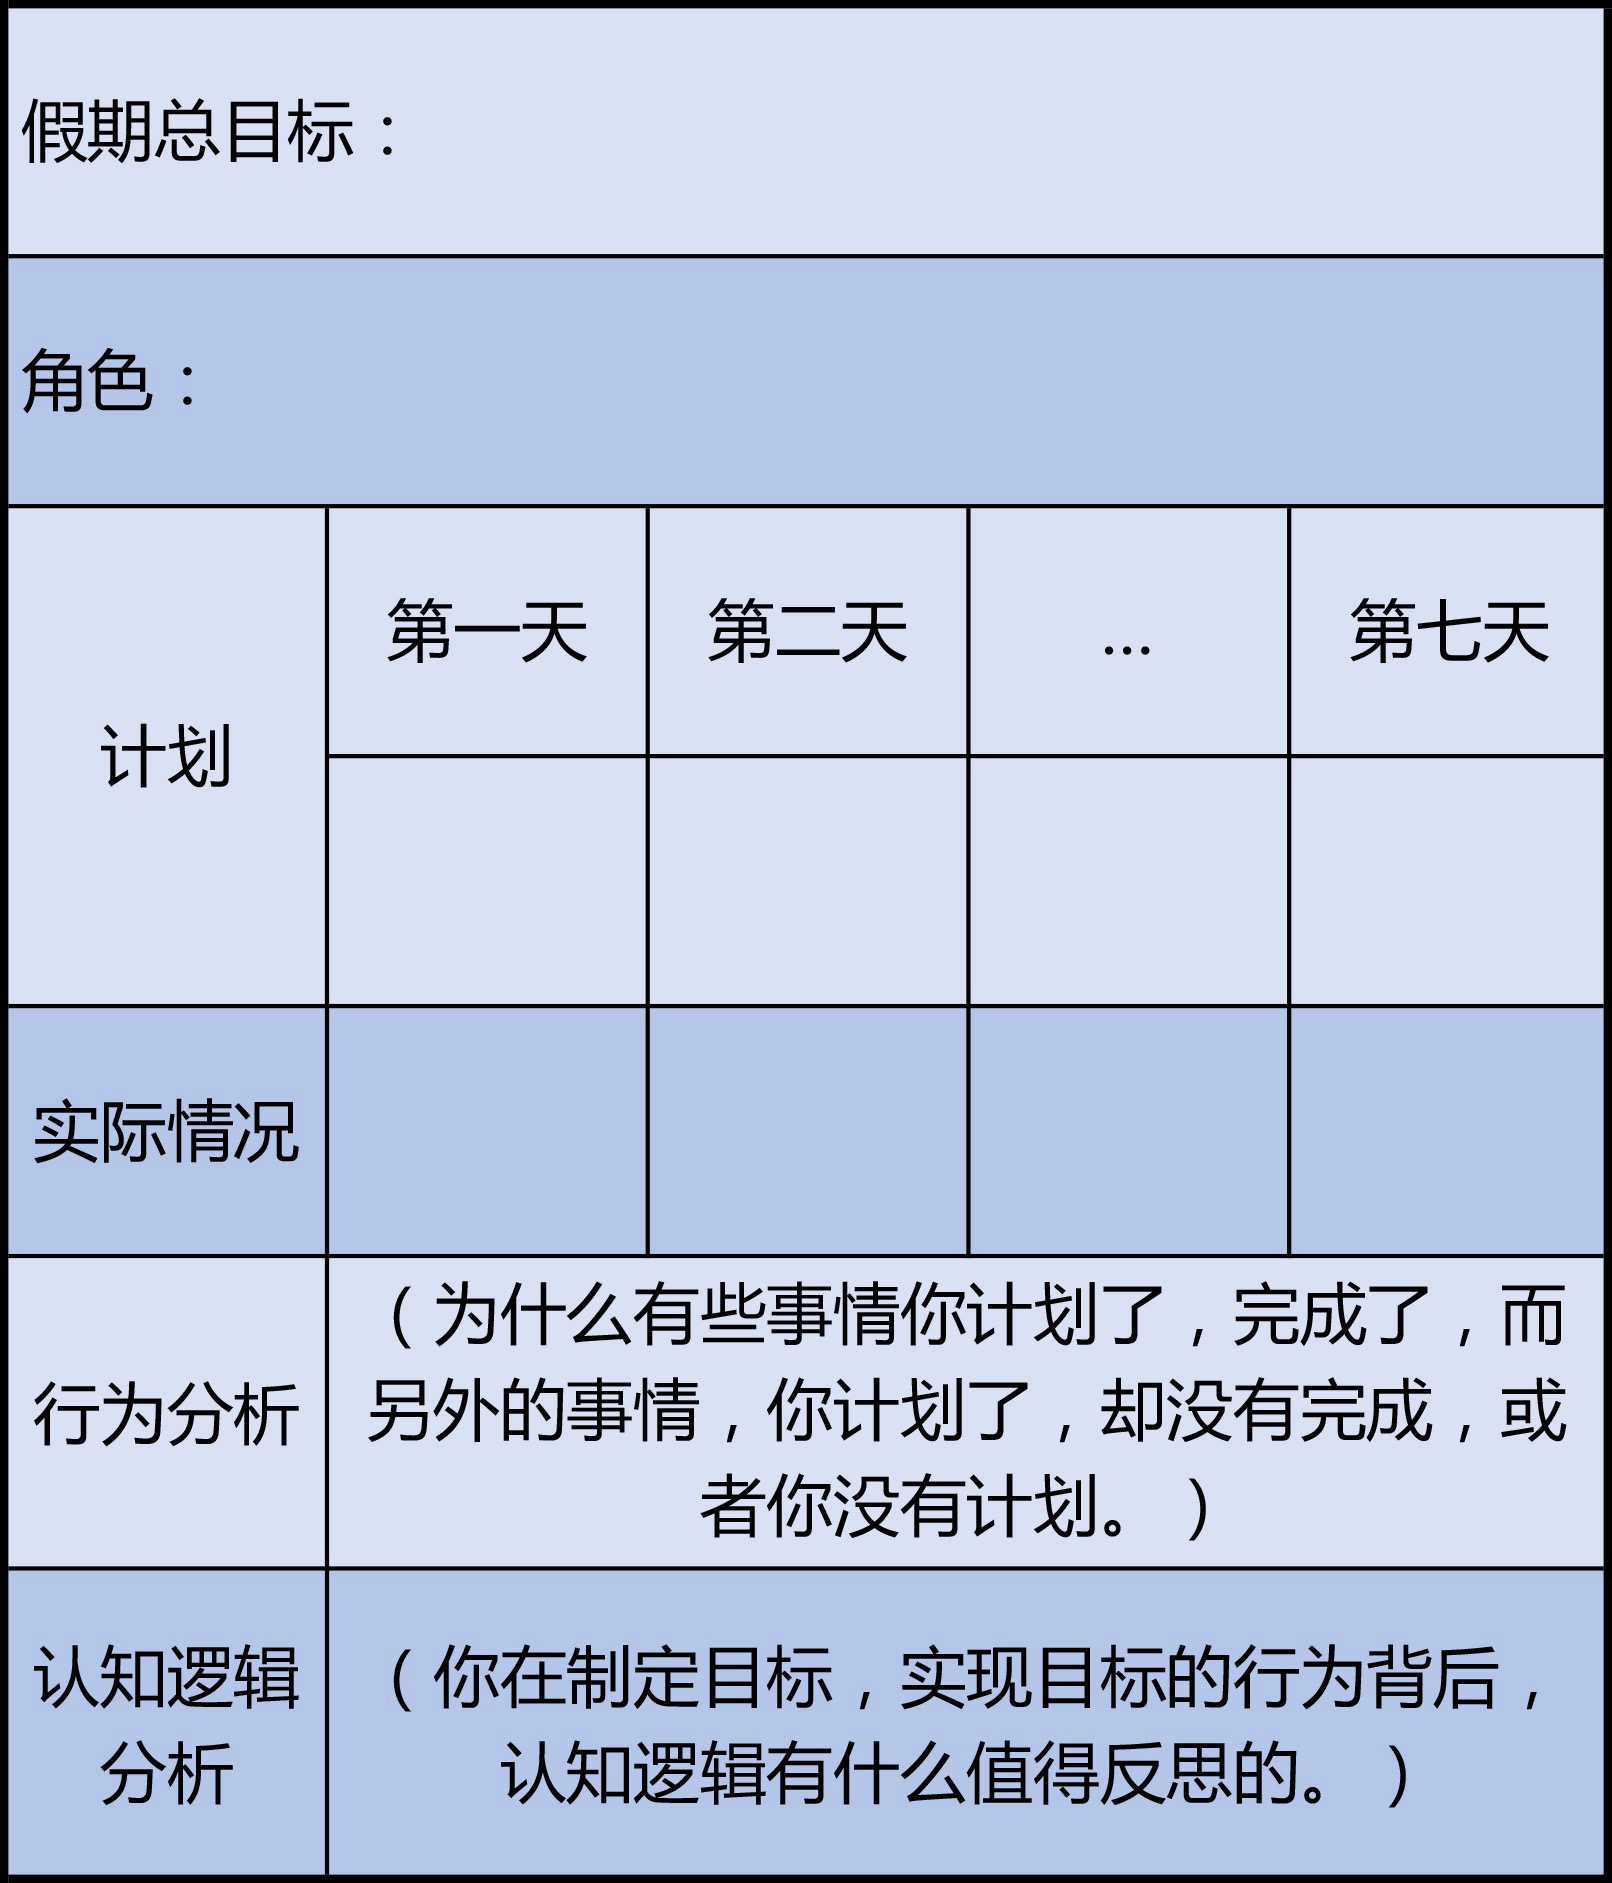 假期总目标：
角色：
计划
第一天
第二天
...
第七天
实际情况
行为分析
（为什么有些事情你计划了，完成了，而
另外的事情，你计划了，却没有完成，或
者你没有计划。）
认知逻辑
分析
（你在制定目标，实现目标的行为背后，
认知逻辑有什么值得反思的。）